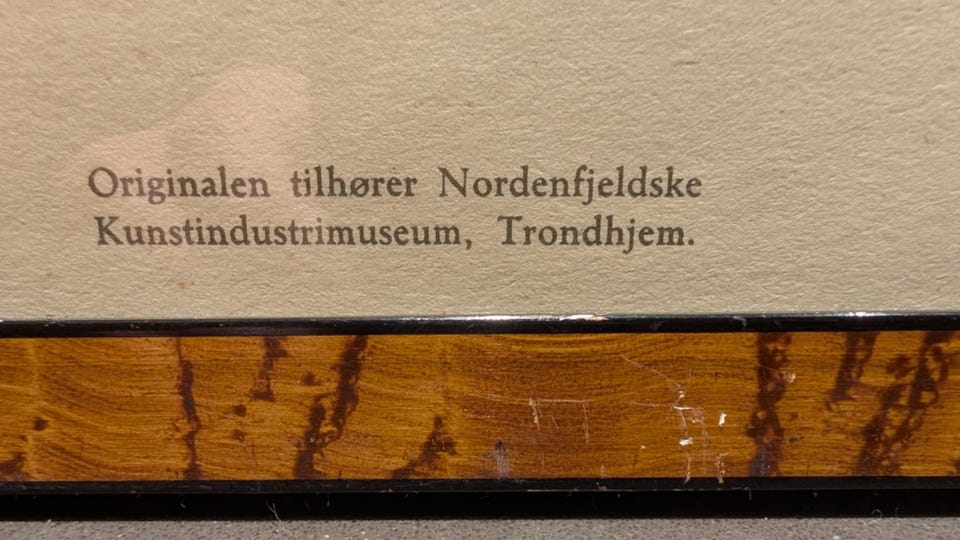 Originalen tilhører Nordenfjeldske
Kunstindustrimuseum, Trondhjem.